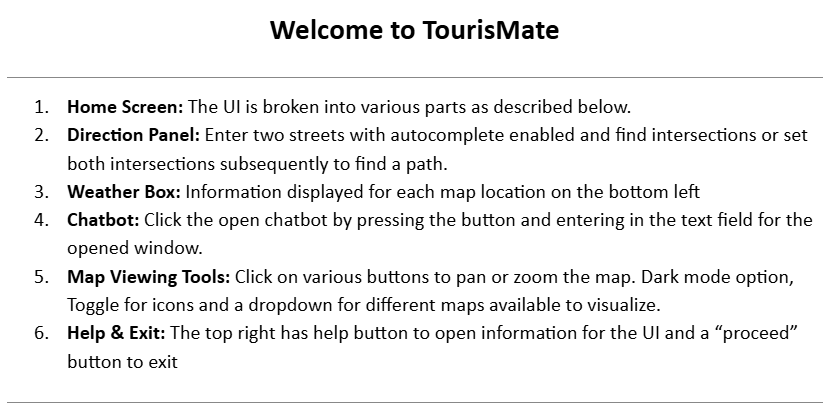 Welcome to TourisMate
1. Home Screen: The UI is broken into various parts as described below.
2. Direction Panel: Enter two streets with autocomplete enabled and find intersections or set
both intersections subsequently to find a path.
3. Weather Box: Information displayed for each map location on the bottom left
4. Chatbot: Click the open chatbot by pressing the button and entering in the text field for the
opened window.
5. Map Viewing Tools: Click on various buttons to pan or zoom the map. Dark mode option,
Toggle for icons and a dropdown for different maps available to visualize.
6. Help & Exit: The top right has help button to open information for the UI and a “proceed”
button to exit